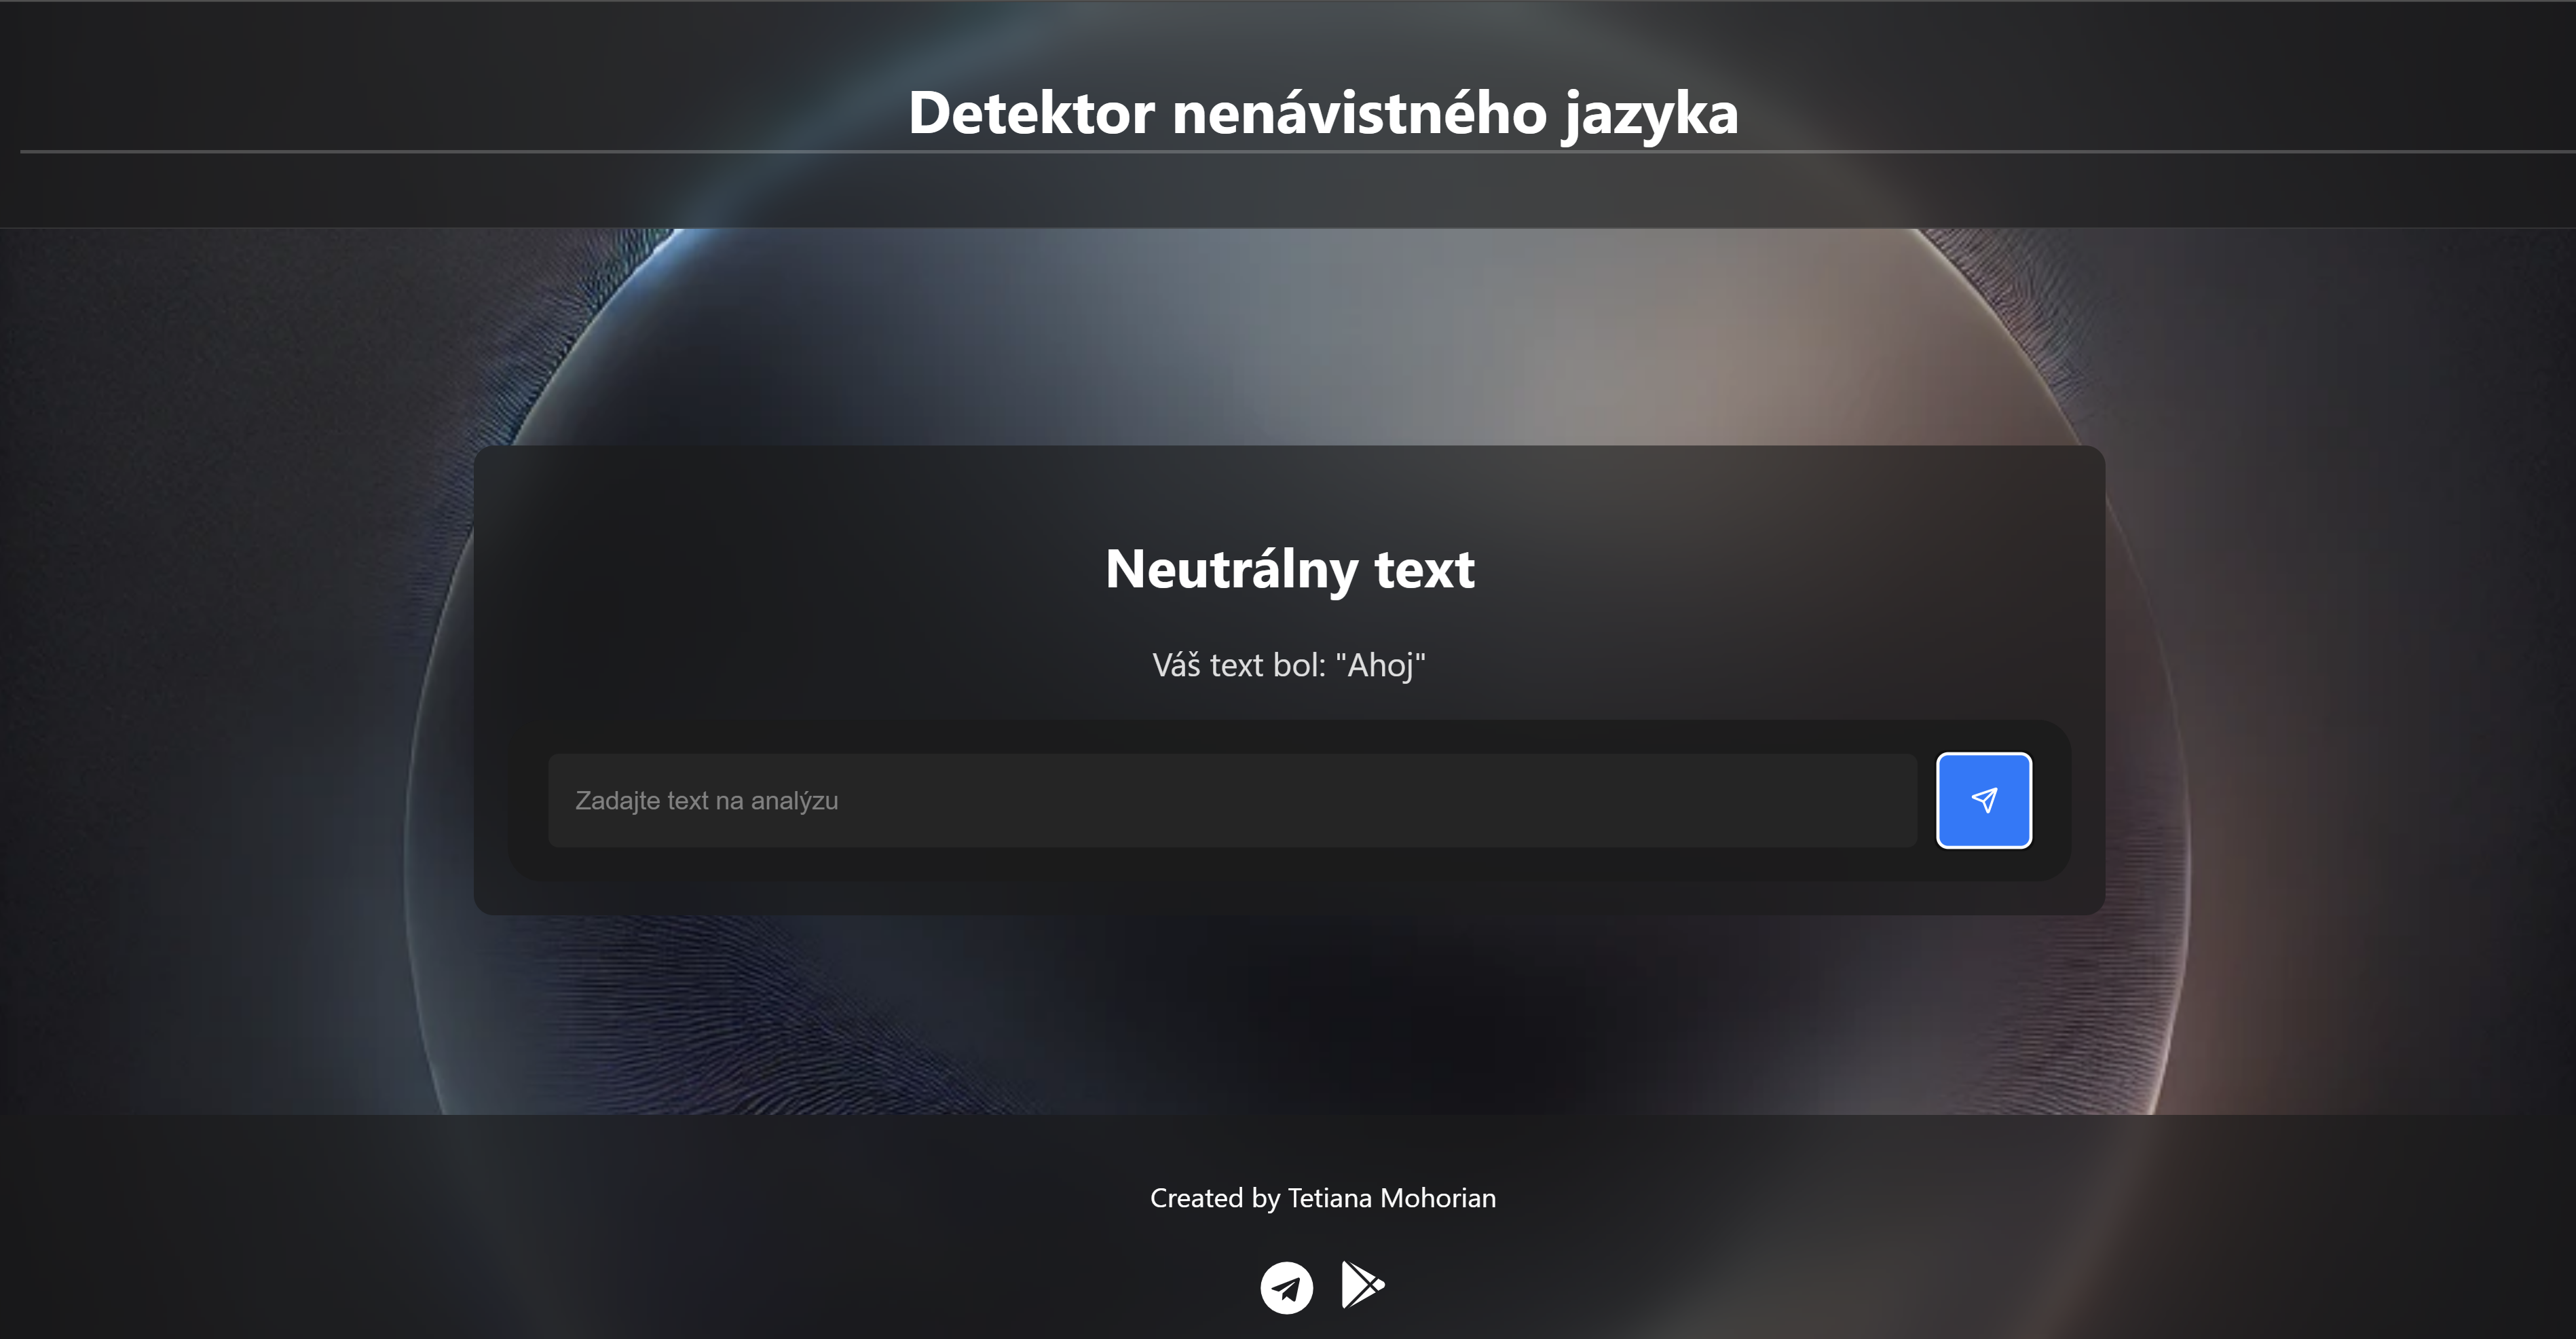 Detektor nenávistného jazyka
Neutrálny text
Váš text bol: "Ahoj"
Zadajte text na analýzu
Created by Tetiana Mohorian